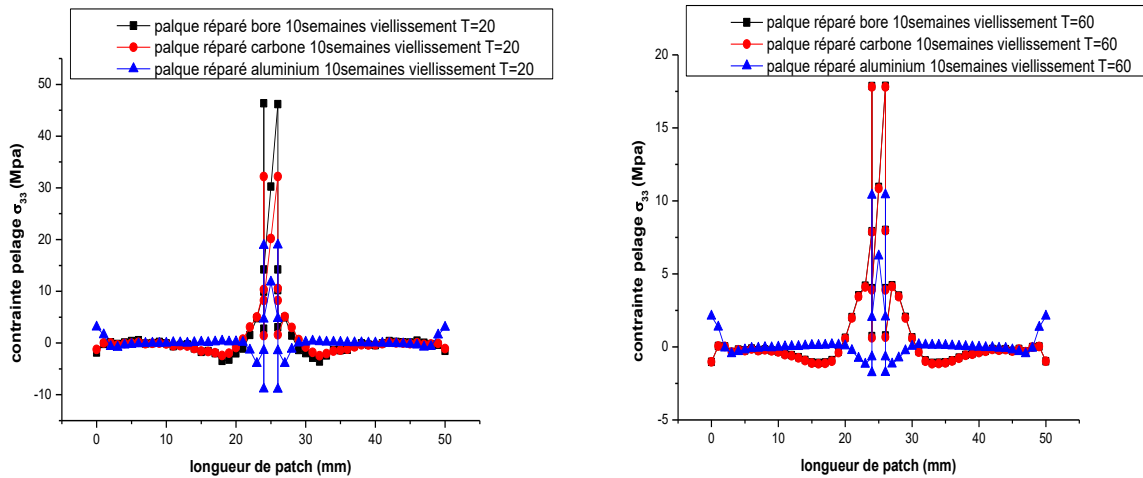 palque réparé bore 10semaines viellissement T=20
palque réparé carbone 10semaines viellissement T=20
palque réparé aluminium 10semaines viellissement T=20
50
40
30
20
10
0
-10
contrainte pelage σ33 (Mpa)
0 10 20 30 40 50
longueur de patch (mm)
palque réparé bore 10semaines viellissement T=60
palque réparé carbone 10semaines viellissement T=60
palque réparé aluminium 10semaines viellissement T=60
20
15
10
5
0
-5
contrainte pelage σ33 (Mpa)
0 10 20 30 40 50
longueur de patch (mm)